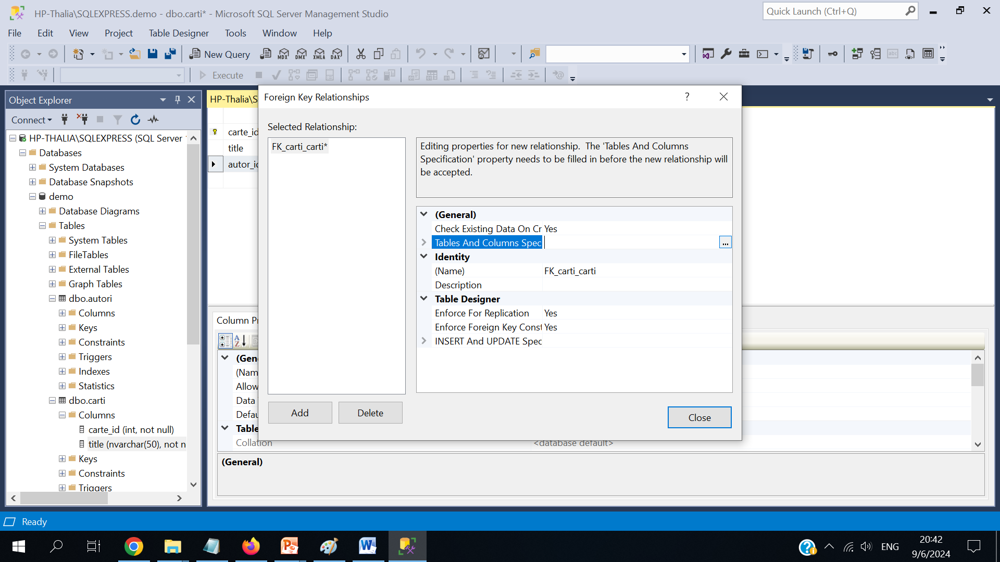 HP-Thalia\SQLEXPRESS.demo - dbo.carti* - Microsoft SQL Server Management Studio
Quick Launch (Ctrl+Q)
File Edit View Project Table Designer Tools Window Help
New Query MDX DMX XMLA DAX
Execute
Object Explorer
Connect
HP-THALIA\SQLEXPRESS (SQL Server
Databases
System Databases
Database Snapshots
demo
Database Diagrams
Tables
System Tables
FileTables
External Tables
Graph Tables
dbo.autori
Columns
Keys
Constraints
Triggers
Indexes
Statistics
dbo.carti
Columns
carte_id (int, not null)
title (nvarchar(50), not n
Keys
Constraints
Triggers
HP-Thalia\S
carte_id
title
autor_id
Foreign Key Relationships
?
Selected Relationship:
FK_carti_carti*
Editing properties for new relationship. The 'Tables And Columns
Specification' property needs to be filled in before the new relationship will
be accepted.
(General)
Check Existing Data On Cr Yes
Tables And Columns Spec ...
Identity
(Name) FK_carti_carti
Description
Table Designer
Enforce For Replication Yes
Enforce Foreign Key Const Yes
INSERT And UPDATE Spec
Add Delete
Close
Column P
(Gen
(Nam
Allow
Data
Defau
Table
Collation <database default>
(General)
Ready
ENG
20:42
9/6/2024